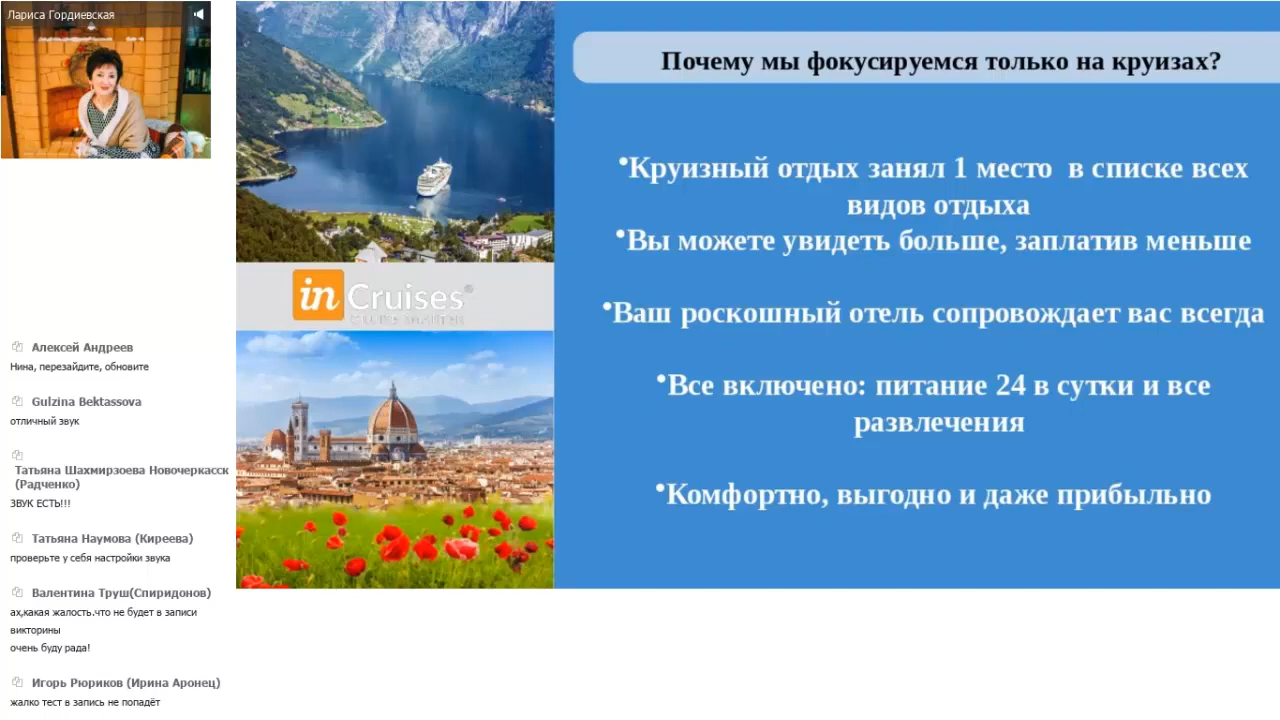 Лариса Гордиевская
Почему мы фокусируемся только на круизах?
•Круизный отдых занял 1 место в списке всех
видов отдыха
•Вы можете увидеть больше, заплатив меньше
•Ваш роскошный отель сопровождает вас всегда
•Все включено: питание 24 в сутки и все
развлечения
•Комфортно, выгодно и даже прибыльно
in Cruises®
Алексей Андреев
Нина, перезайдите, обновите
Gulzina Bektassova
отличный звук
Татьяна Шахмирзоева Новочеркасск
(Радченко)
ЗВУК ЕСТЬ!!!
Татьяна Наумова (Киреева)
проверьте у себя настройки звука
Валентина Труш(Спиридонов)
ах,какая жалость.что не будет в записи
викторины
очень буду рада!
Игорь Рюриков (Ирина Аронец)
жалко тест в запись не попадёт